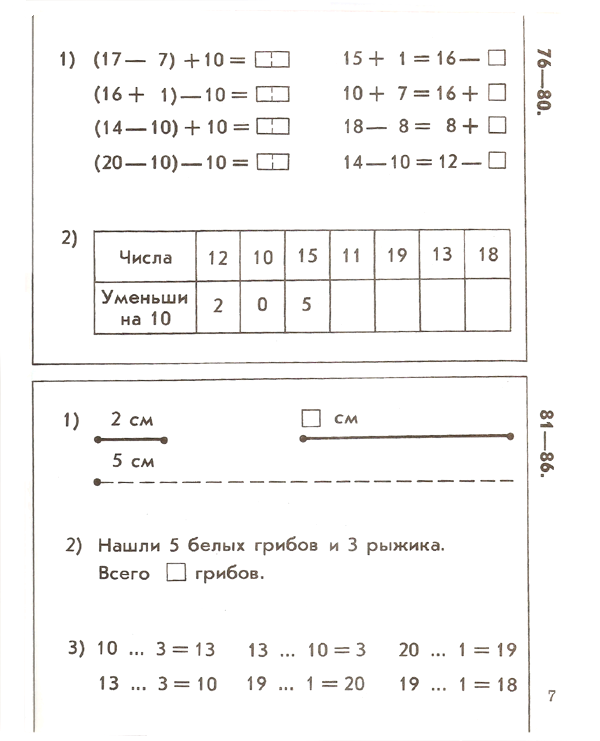 1) (17 — 7) + 10 = □□ 15 + 1 = 16 — □
(16 + 1) — 10 = □□ 10 + 7 = 16 + □
(14 — 10) + 10 = □□ 18 — 8 = 8 + □
(20 — 10) — 10 = □□ 14 — 10 = 12 — □
76—80.
2)
Числа 12 10 15 11 19 13 18
Уменьши
на 10 2 0 5
1) 2 см □ см
5 см
81—86.
2) Нашли 5 белых грибов и 3 рыжика.
Всего □ грибов.
3) 10 ... 3 = 13 13 ... 10 = 3 20 ... 1 = 19
13 ... 3 = 10 19 ... 1 = 20 19 ... 1 = 18
7